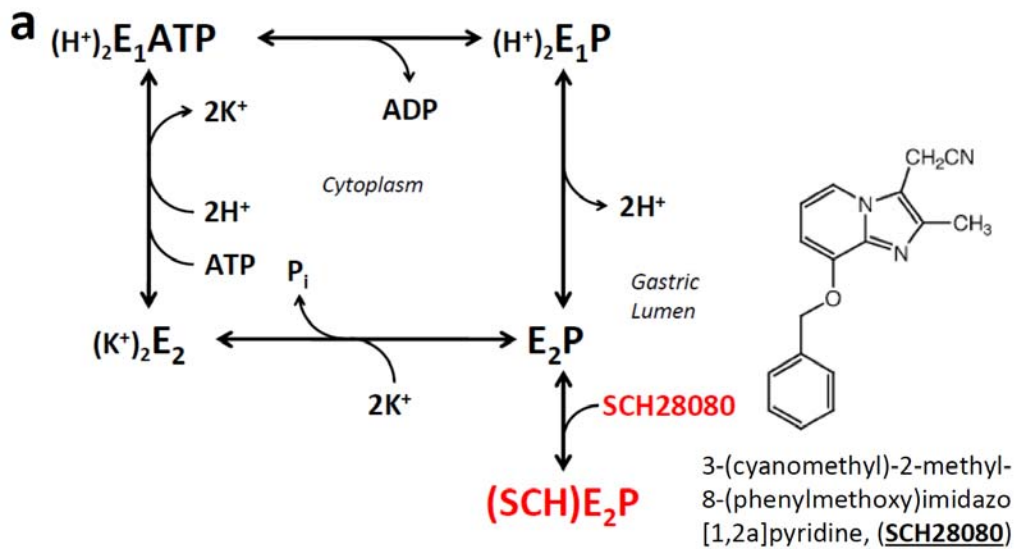 a
(H⁺)₂E₁ATP
(H⁺)₂E₁P
ADP
2K⁺
Cytoplasm
2H⁺
2H⁺
ATP
Pᵢ
Gastric
Lumen
(K⁺)₂E₂
E₂P
2K⁺
SCH28080
(SCH)E₂P
CH₂CN
N
CH₃
N
O
3-(cyanomethyl)-2-methyl-
8-(phenylmethoxy)imidazo
[1,2a]pyridine, (SCH28080)